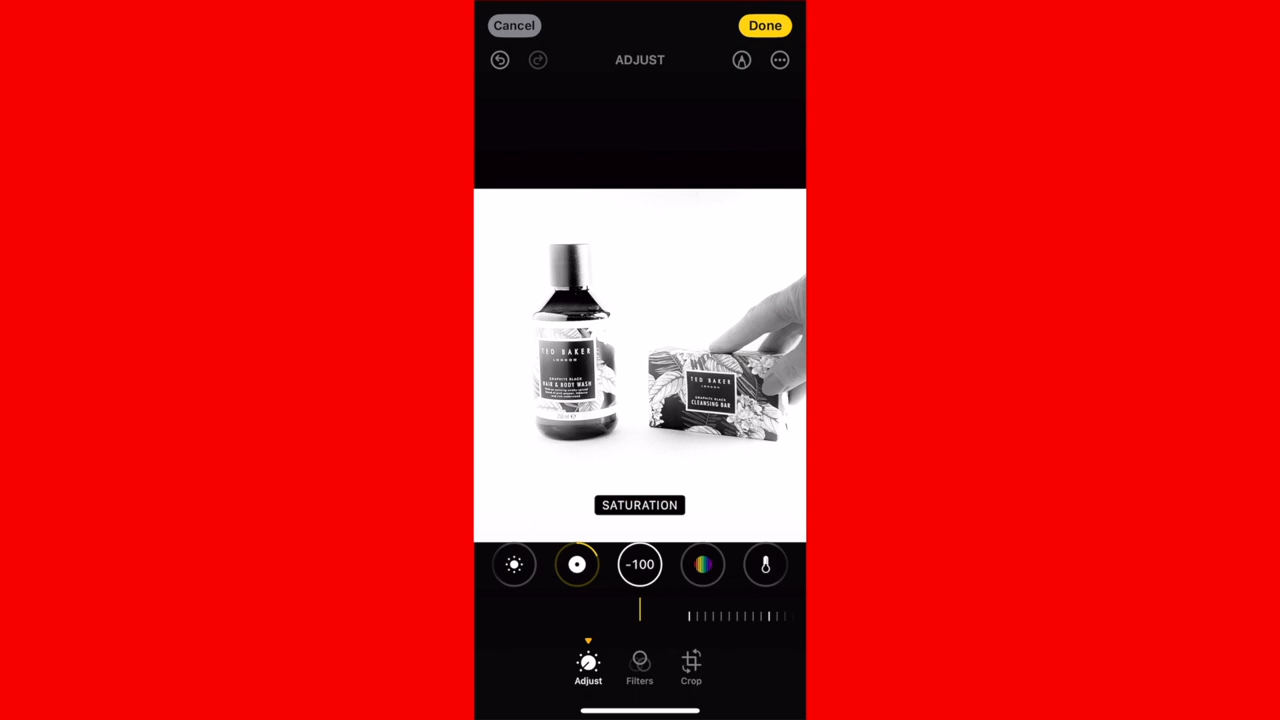 Cancel
Done
ADJUST
TED BAKER
LONDON
GRAPHITE BLACK
HAIR & BODY WASH
TED BAKER
LONDON
GRAPHITE BLACK
CLEANSING BAR
SATURATION
-100
Adjust
Filters
Crop